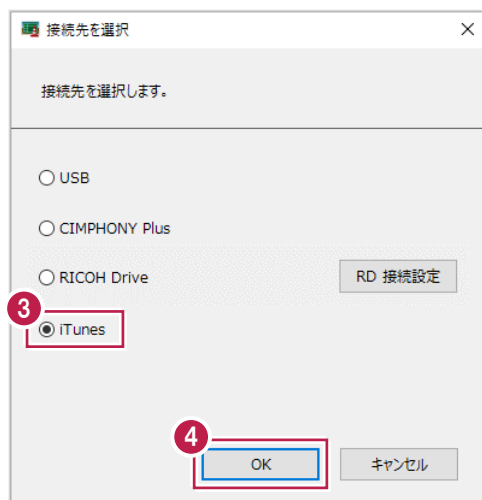 接続先を選択
接続先を選択します。
USB
CIMPHONY Plus
RICOH Drive
RD 接続設定
3
iTunes
4
OK
キャンセル